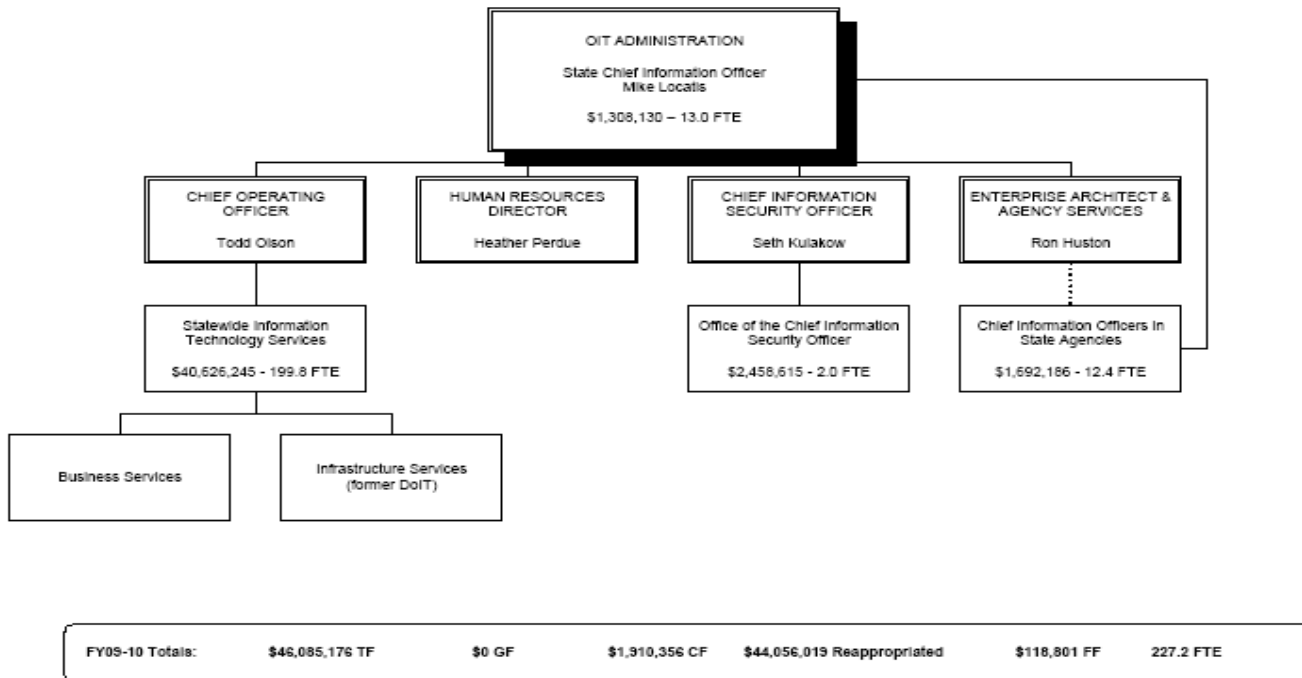 OIT ADMINISTRATION
State Chief Information Officer
Mike Locatis
$1,308,130 – 13.0 FTE
CHIEF OPERATING
OFFICER
Todd Olson
HUMAN RESOURCES
DIRECTOR
Heather Perdue
CHIEF INFORMATION
SECURITY OFFICER
Seth Kulakow
ENTERPRISE ARCHITECT &
AGENCY SERVICES
Ron Huston
Statewide Information
Technology Services
$40,626,245 - 199.8 FTE
Office of the Chief Information
Security Officer
$2,458,615 - 2.0 FTE
Chief Information Officers in
State Agencies
$1,692,186 - 12.4 FTE
Business Services
Infrastructure Services
(former DoIT)
FY09-10 Totals: $46,085,176 TF $0 GF $1,910,356 CF $44,056,019 Reappropriated $118,801 FF 227.2 FTE